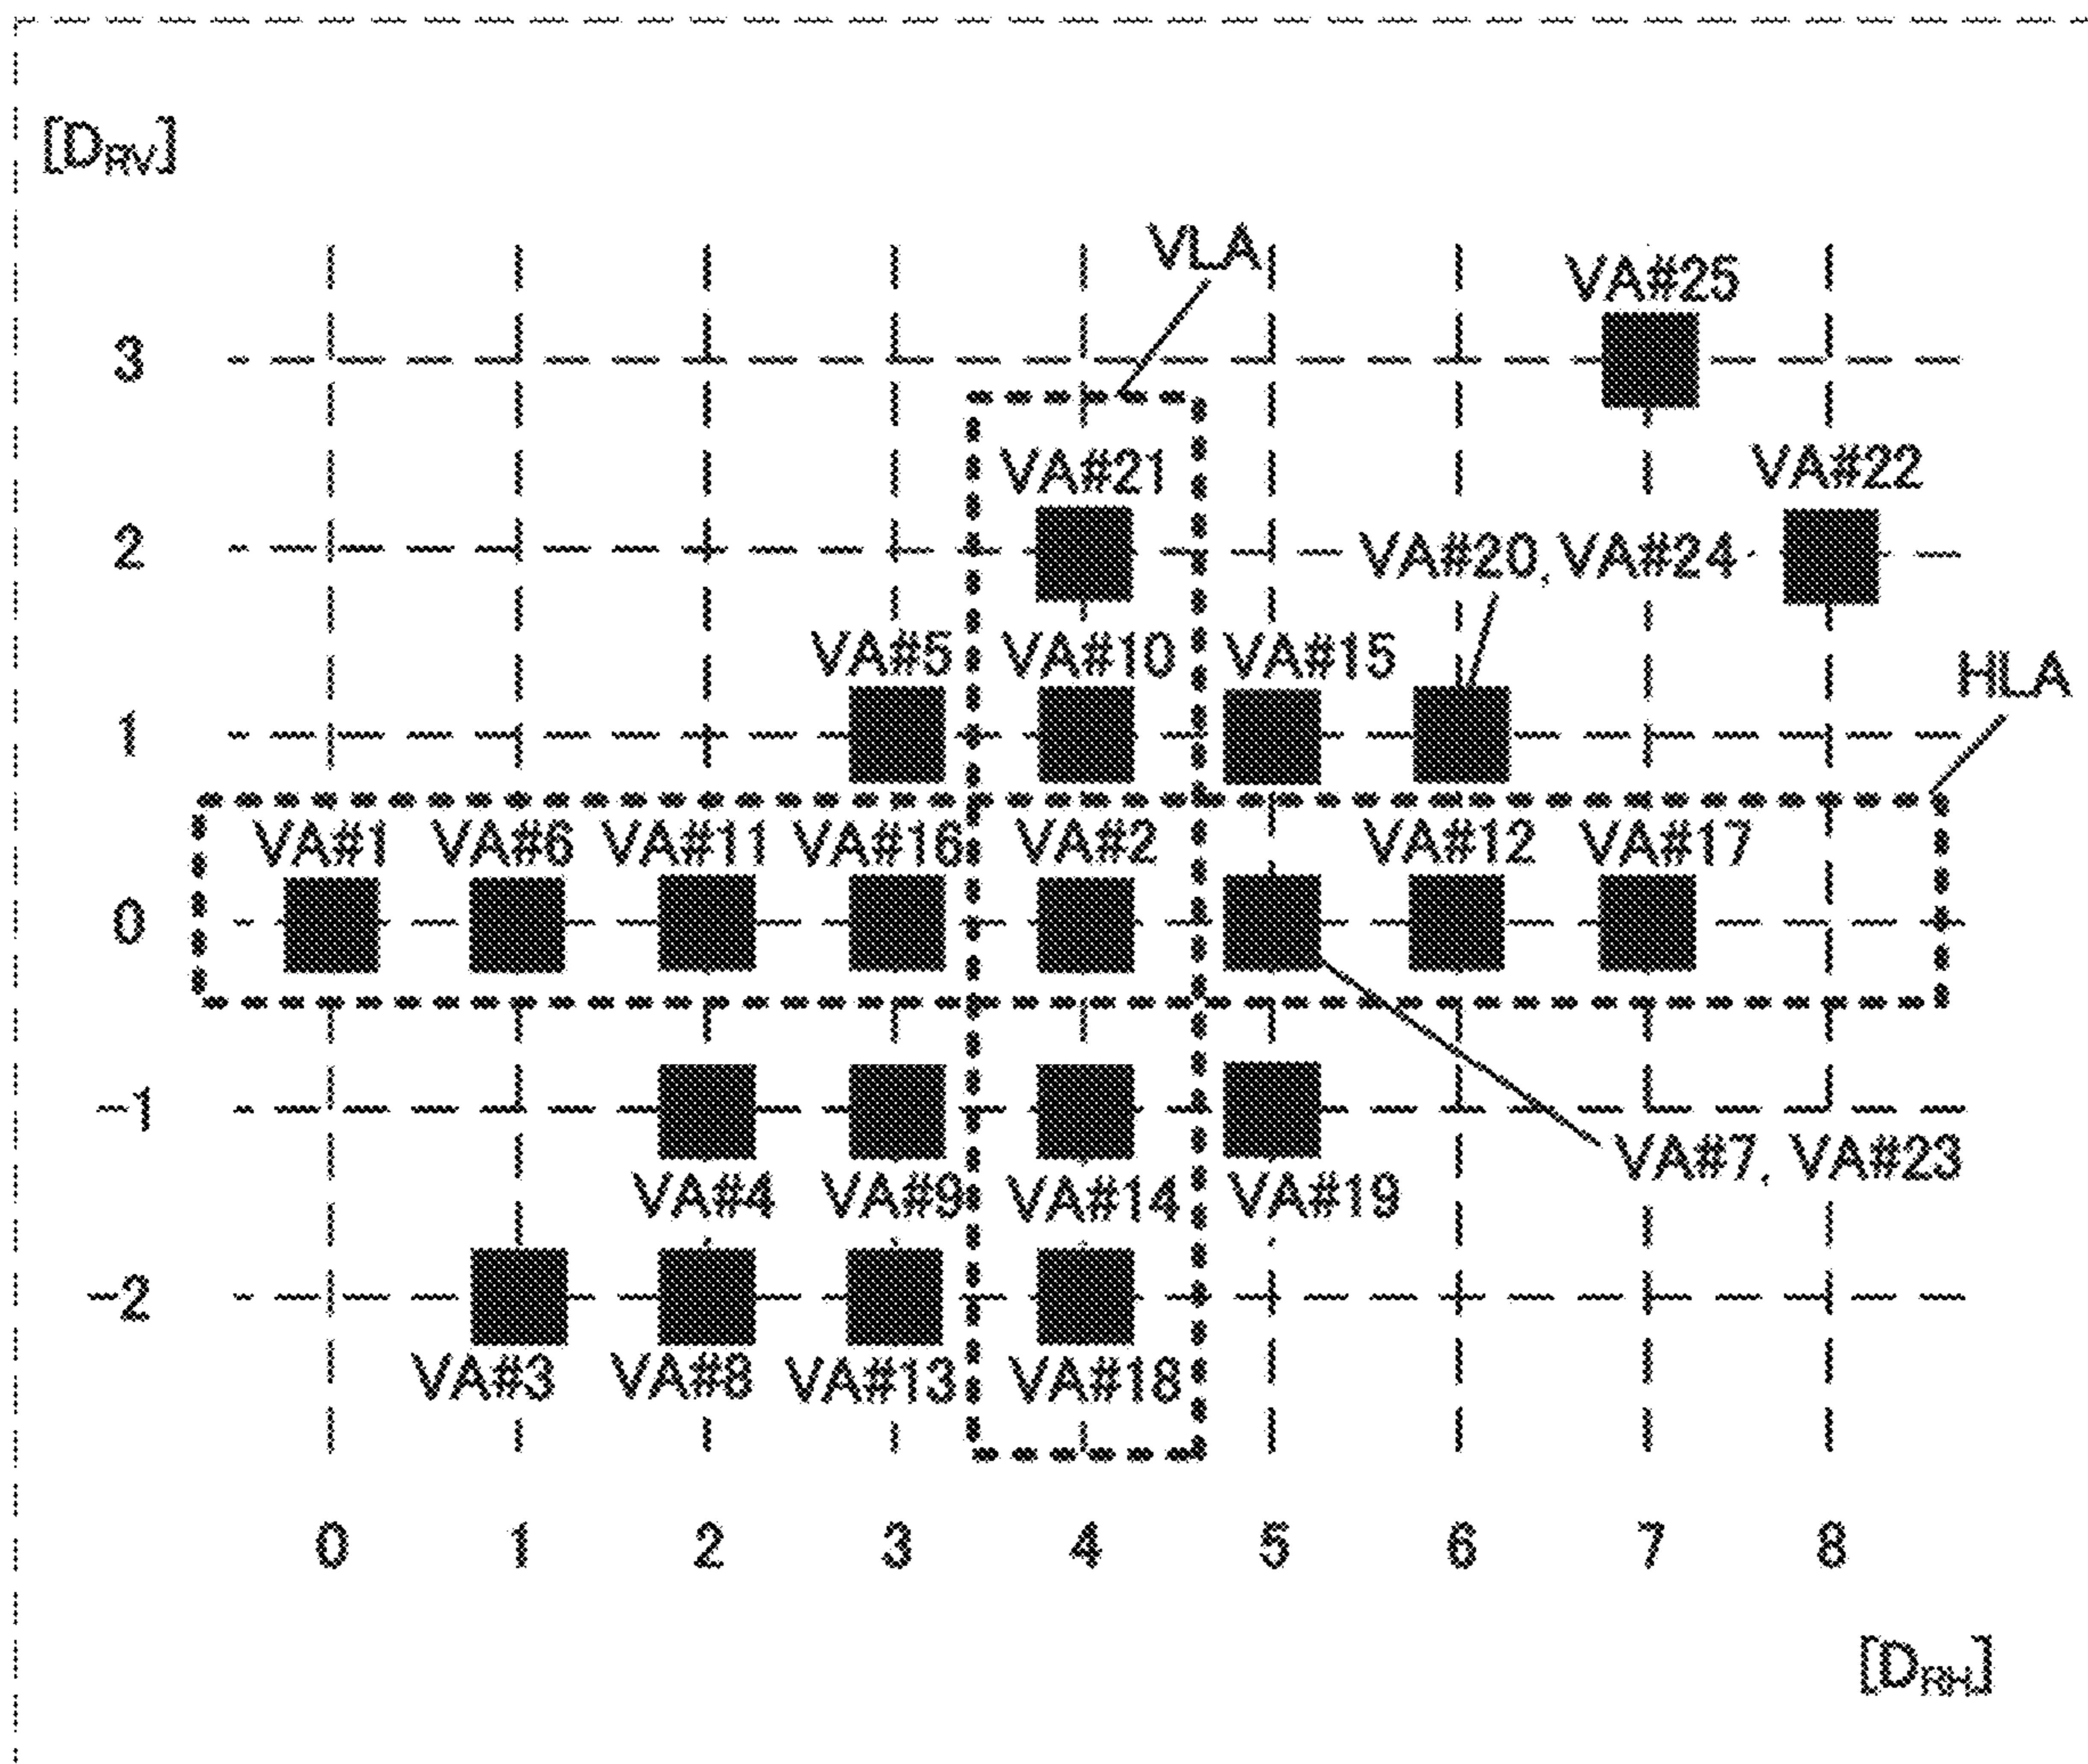 [DRV]
VLA
VA#25
3
VA#21
VA#22
2
VA#20, VA#24
VA#5
VA#10
VA#15
HLA
1
VA#1
VA#6
VA#11
VA#16
VA#2
VA#12
VA#17
0
-1
VA#7, VA#23
VA#4
VA#9
VA#14
VA#19
-2
VA#3
VA#8
VA#13
VA#18
0 1 2 3 4 5 6 7 8
[DRH]